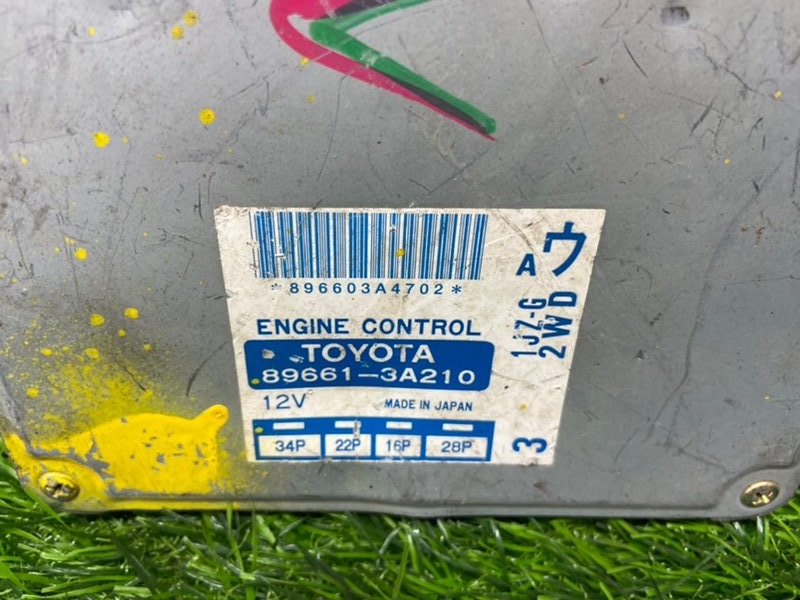 *896603A4702*
ENGINE CONTROL
TOYOTA
89661-3A210
12V MADE IN JAPAN
34P 22P 16P 28P
A ウ
1JZ-G
2WD
3